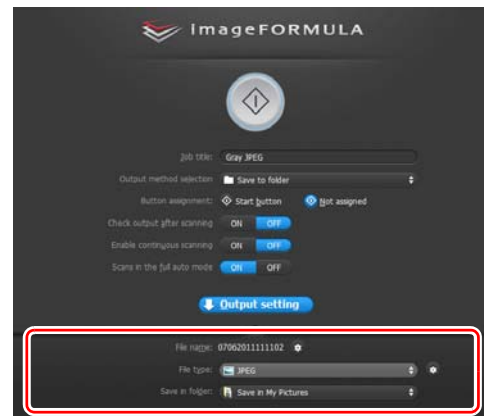 imageFORMULA
Job title: Gray JPEG
Output method selection Save to folder
Button assignment: Start button Not assigned
Check output after scanning ON OFF
Enable continuous scanning ON OFF
Scans in the full auto mode ON OFF
Output setting
File name: 07062011111102
File type: JPEG
Save in folder: Save in My Pictures